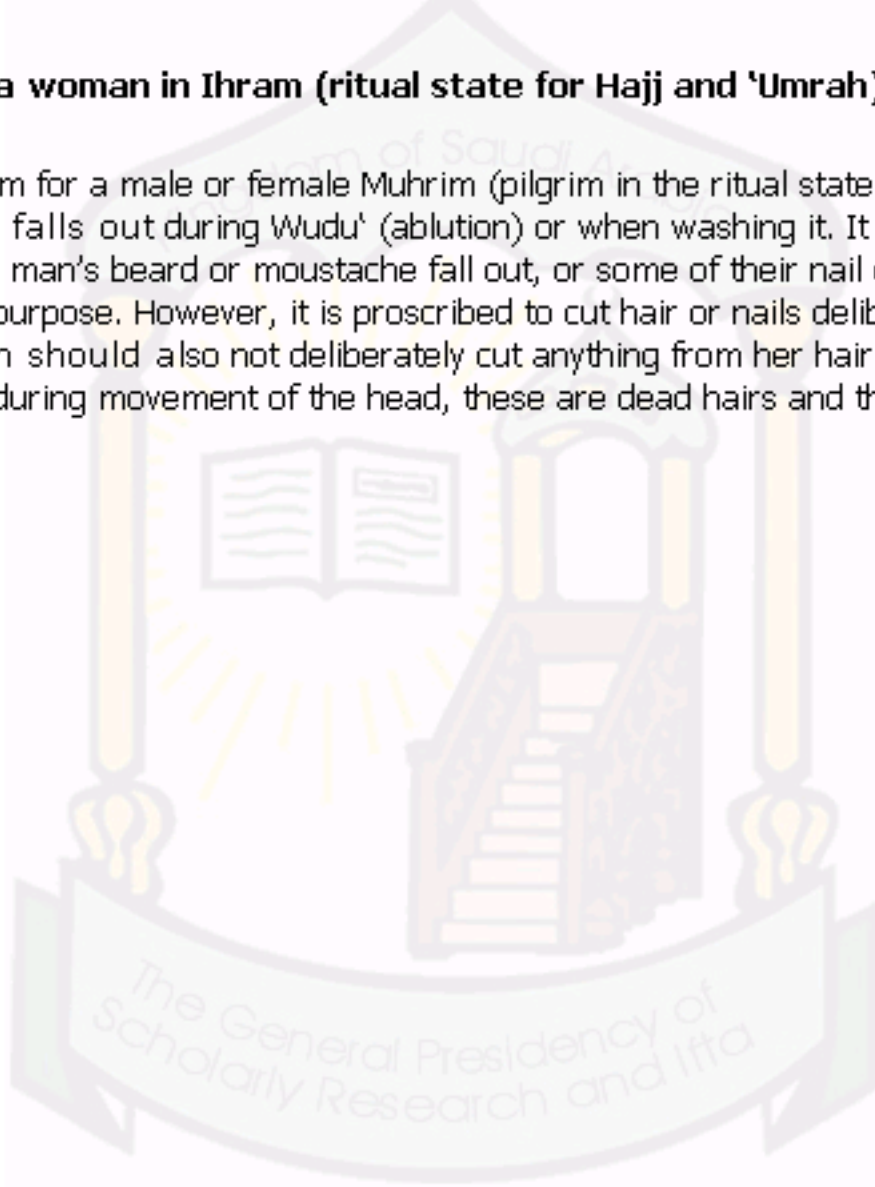 a woman in Ihram (ritual state for Hajj and ‘Umrah)
m for a male or female Muhrim (pilgrim in the ritual state
falls out during Wudu‘ (ablution) or when washing it. It
man’s beard or moustache fall out, or some of their nail
purpose. However, it is proscribed to cut hair or nails delib
n should also not deliberately cut anything from her hair
during movement of the head, these are dead hairs and th
Kingdom of Saudi Arabia
The General Presidency of
Scholarly Research and Ifta